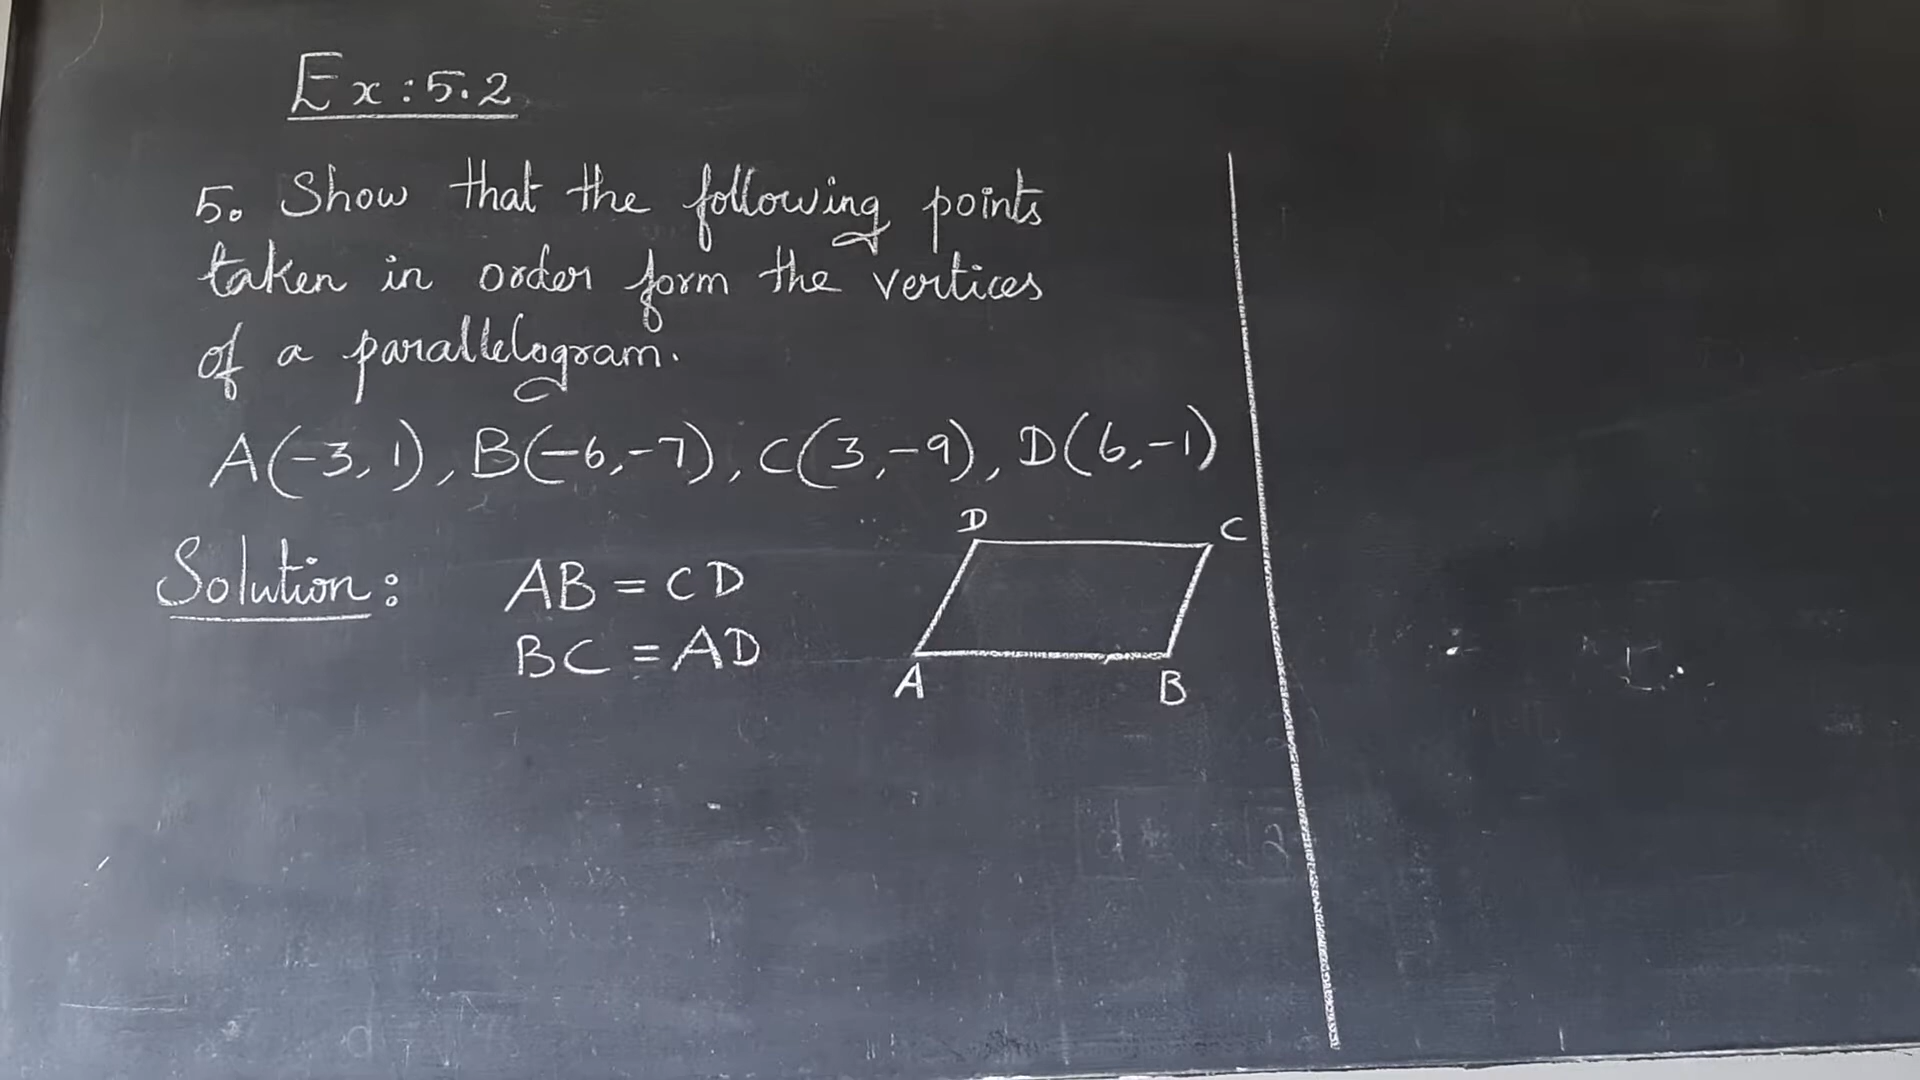 Ex: 5.2
5. Show that the following points
taken in order form the vertices
of a parallelogram.
A(-3, 1), B(-6, -7), C(3, -9), D(6, -1)
Solution:
AB = CD
BC = AD
D
C
A
B